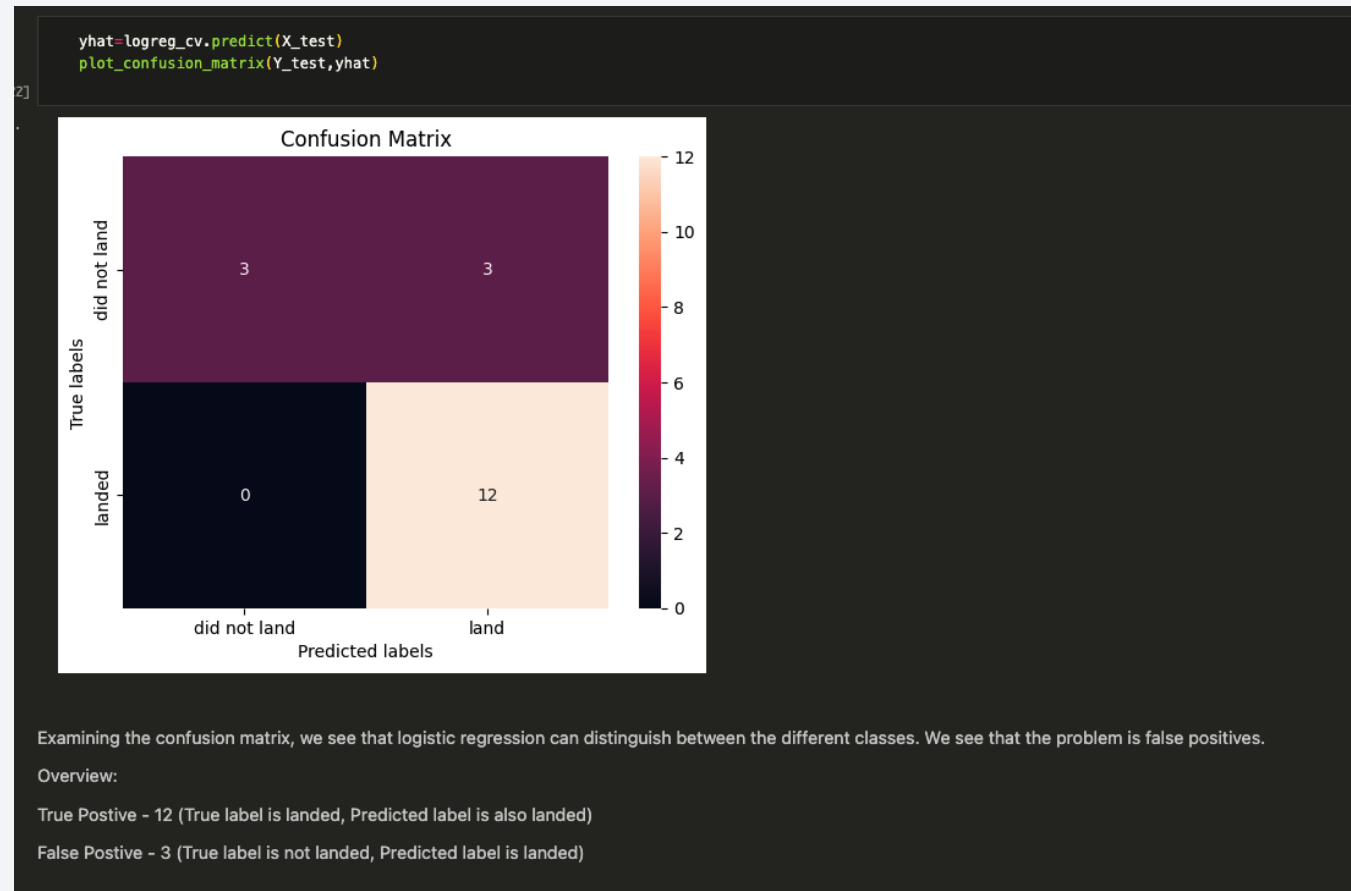 yhat=logreg_cv.predict(X_test)
plot_confusion_matrix(Y_test,yhat)
22]
.
Confusion Matrix
12
10
8
6
4
2
0
True labels
did not land
landed
3 3
0 12
did not land land
Predicted labels
Examining the confusion matrix, we see that logistic regression can distinguish between the different classes. We see that the problem is false positives.
Overview:
True Postive - 12 (True label is landed, Predicted label is also landed)
False Postive - 3 (True label is not landed, Predicted label is landed)